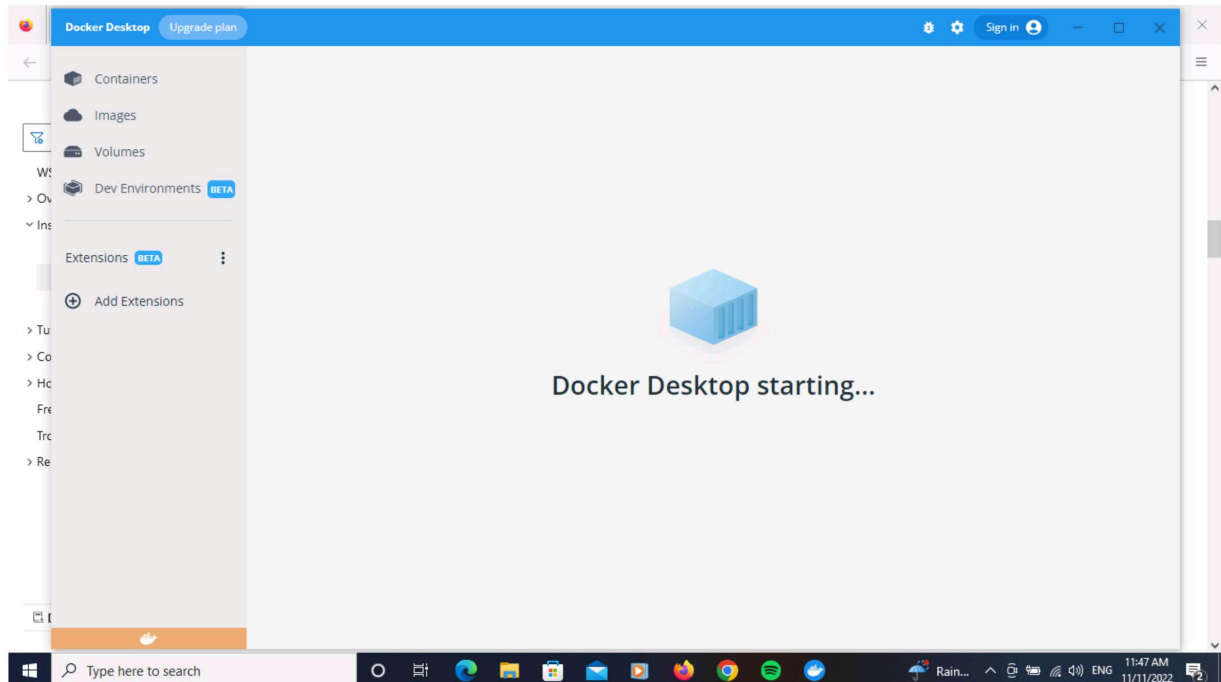 Docker Desktop Upgrade plan Sign in
Containers
Images
Volumes
Dev Environments BETA
Extensions BETA
Add Extensions
Docker Desktop starting...
Type here to search
Rain... ENG 11:47 AM
11/11/2022
2